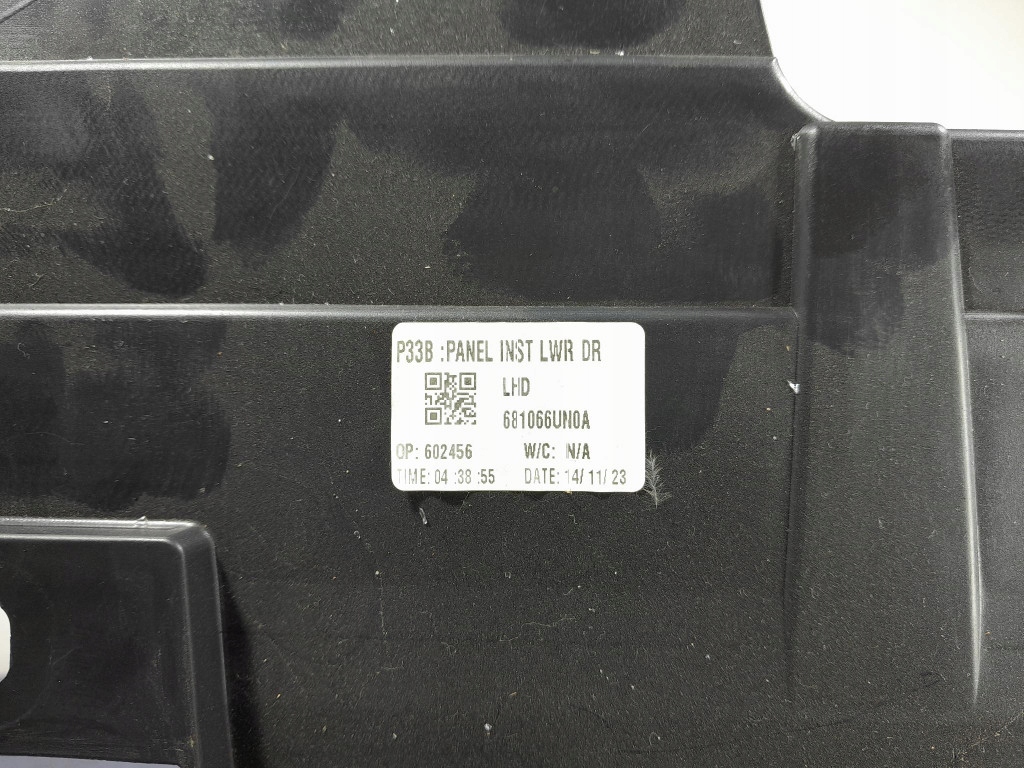 P33B :PANEL INST LWR DR
LHD
681066UN0A
OP: 602456 W/C: N/A
TIME: 04 :38 :55 DATE: 14/ 11/ 23